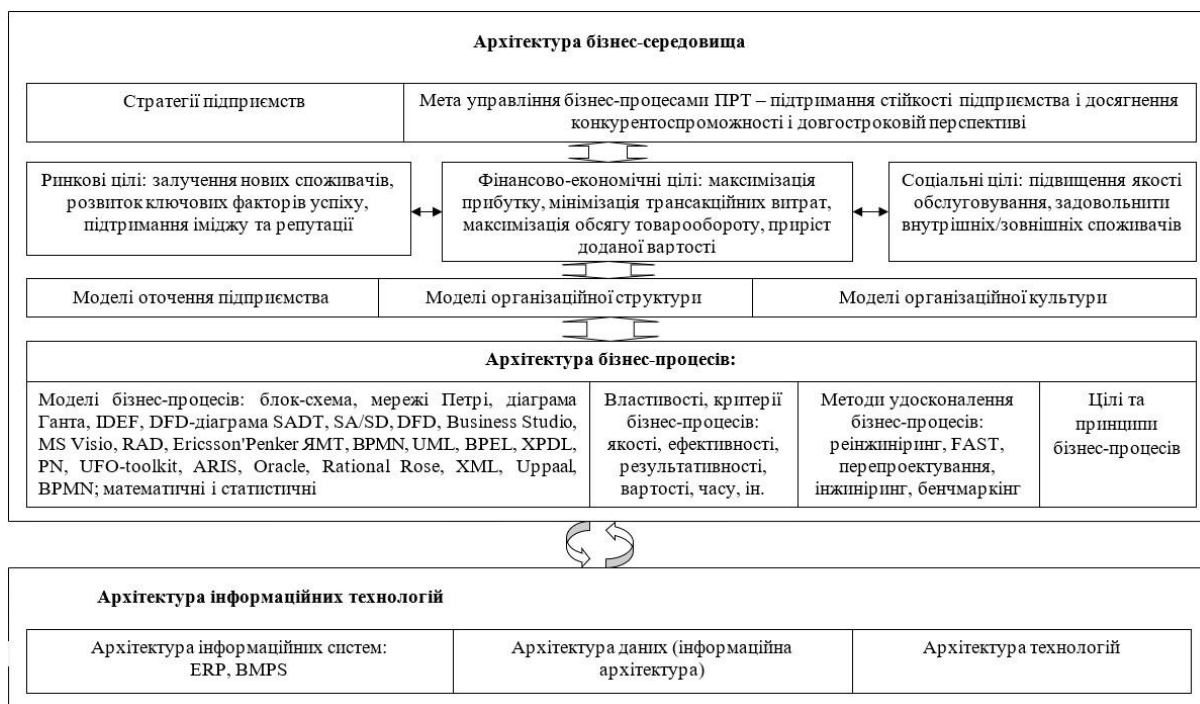 Архітектура бізнес-середовища
Стратегії підприємств
Мета управління бізнес-процесами ПРТ – підтримання стійкості підприємства і досягнення
конкурентоспроможності і довгостроковій перспективі
Ринкові цілі: залучення нових споживачів,
розвиток ключових факторів успіху,
підтримання іміджу та репутації
Фінансово-економічні цілі: максимізація
прибутку, мінімізація трансакційних витрат,
максимізація обсягу товарообороту, приріст
доданої вартості
Соціальні цілі: підвищення якості
обслуговування, задовольнити
внутрішніх/зовнішніх споживачів
Моделі оточення підприємства
Моделі організаційної структури
Моделі організаційної культури
Архітектура бізнес-процесів:
Моделі бізнес-процесів: блок-схема, мережі Петрі, діаграма
Ганта, IDEF, DFD-діаграма SADT, SA/SD, DFD, Business Studio,
MS Visio, RAD, Ericsson'Penker ЯМТ, BPMN, UML, BPEL, XPDL,
PN, UFO-toolkit, ARIS, Oracle, Rational Rose, XML, Uppaal,
BPMN; математичні і статистичні
Властивості, критерії
бізнес-процесів:
якості, ефективності,
результативності,
вартості, часу, ін.
Методи удосконалення
бізнес-процесів:
реінжиніринг, FAST,
перепроектування,
інжиніринг, бенчмаркінг
Цілі та
принципи
бізнес-процесів
Архітектура інформаційних технологій
Архітектура інформаційних систем:
ERP, BMPS
Архітектура даних (інформаційна
архітектура)
Архітектура технологій